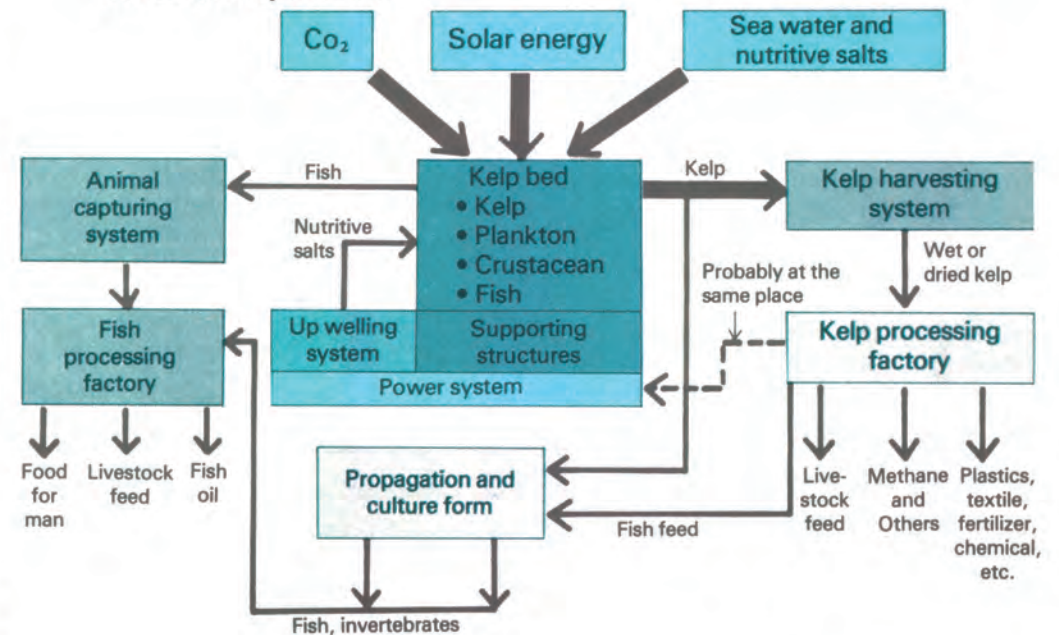 Co₂
Solar energy
Sea water and
nutritive salts
Animal
capturing
system
Fish
Kelp bed
• Kelp
• Plankton
• Crustacean
• Fish
Kelp
Kelp harvesting
system
Nutritive
salts
Wet or
dried kelp
Probably at the
same place
Fish
processing
factory
Up welling
system
Supporting
structures
Power system
Kelp processing
factory
Food
for
man
Livestock
feed
Fish
oil
Propagation and
culture form
Live-
stock
feed
Methane
and
Others
Plastics,
textile,
fertilizer,
chemical,
etc.
Fish feed
Fish, invertebrates